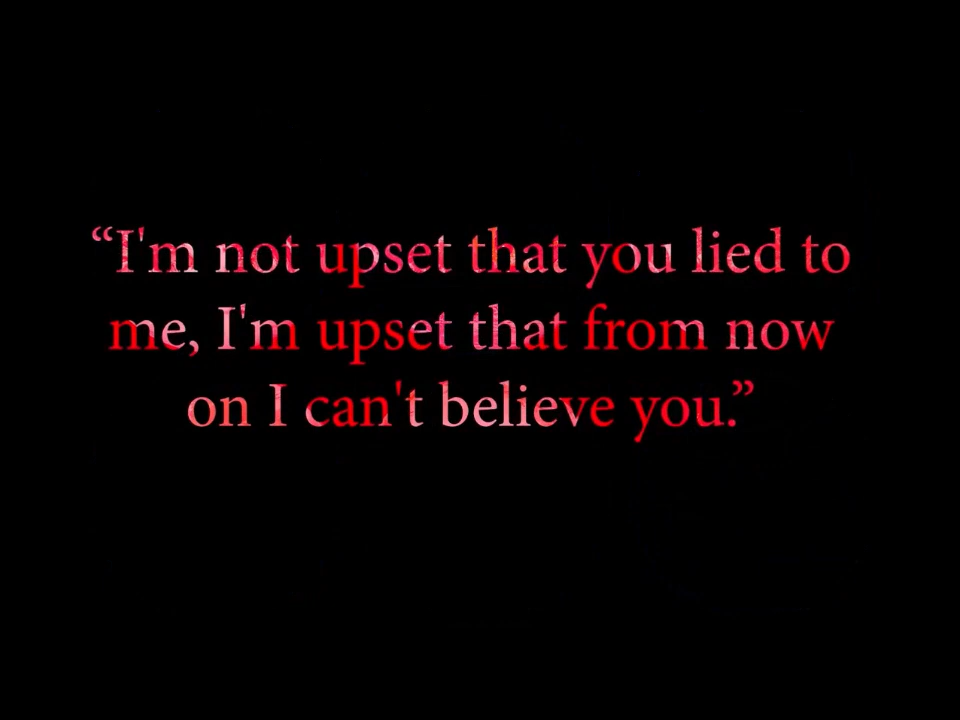 “I'm not upset that you lied to
me, I'm upset that from now
on I can't believe you.”